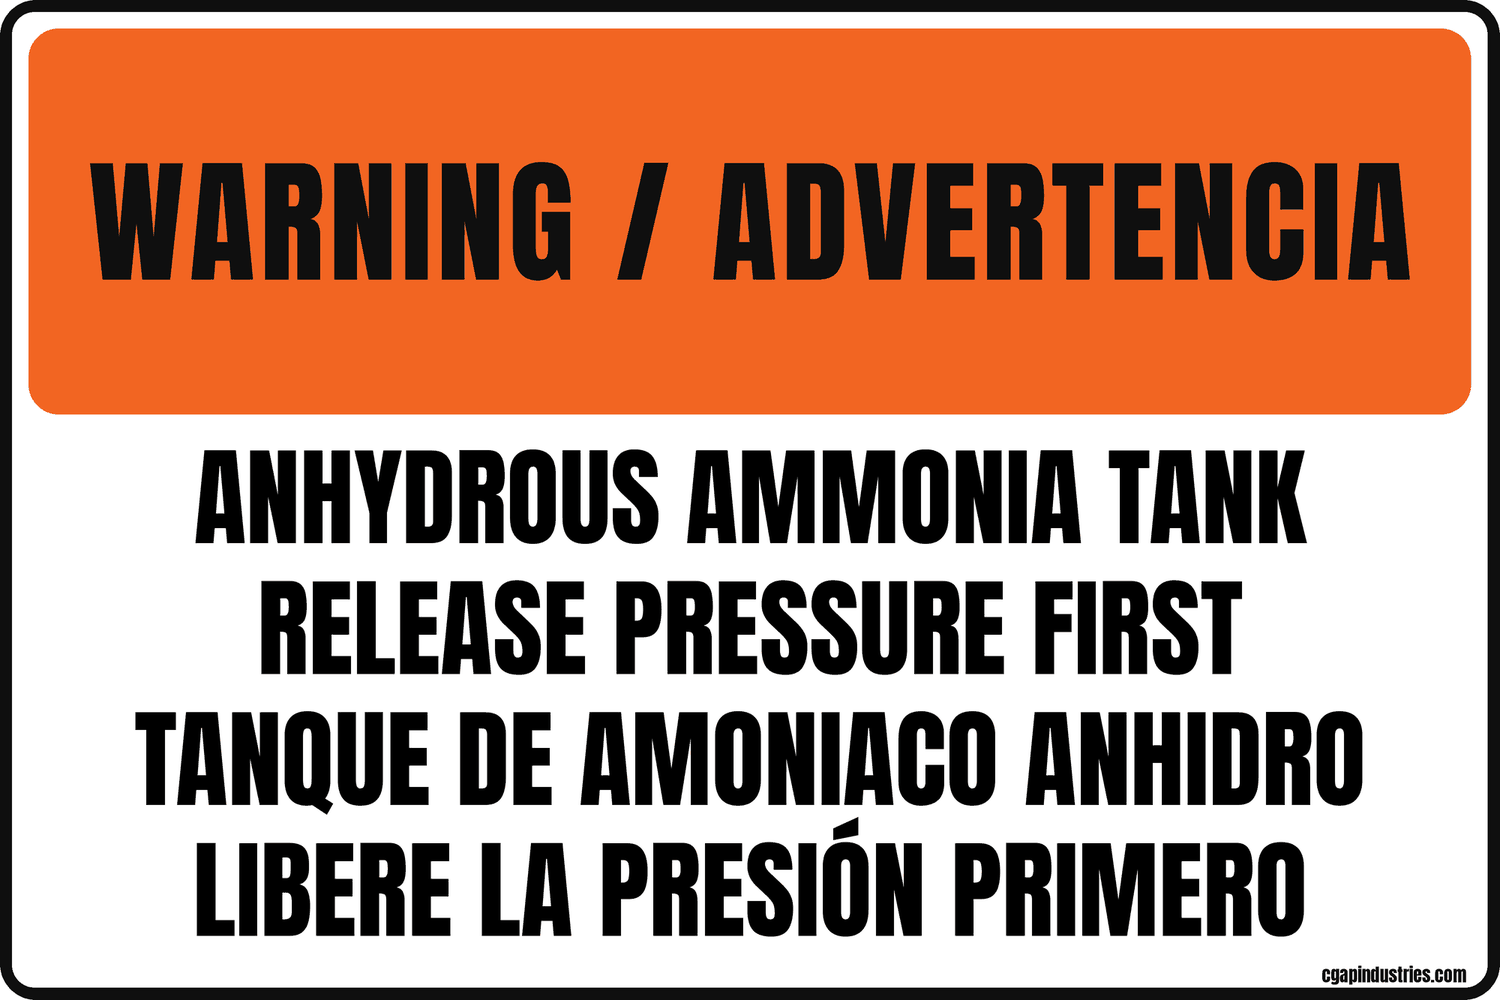 WARNING / ADVERTENCIA
ANHYDROUS AMMONIA TANK
RELEASE PRESSURE FIRST
TANQUE DE AMONIACO ANHIDRO
LIBERE LA PRESIÓN PRIMERO
cgapindustries.com